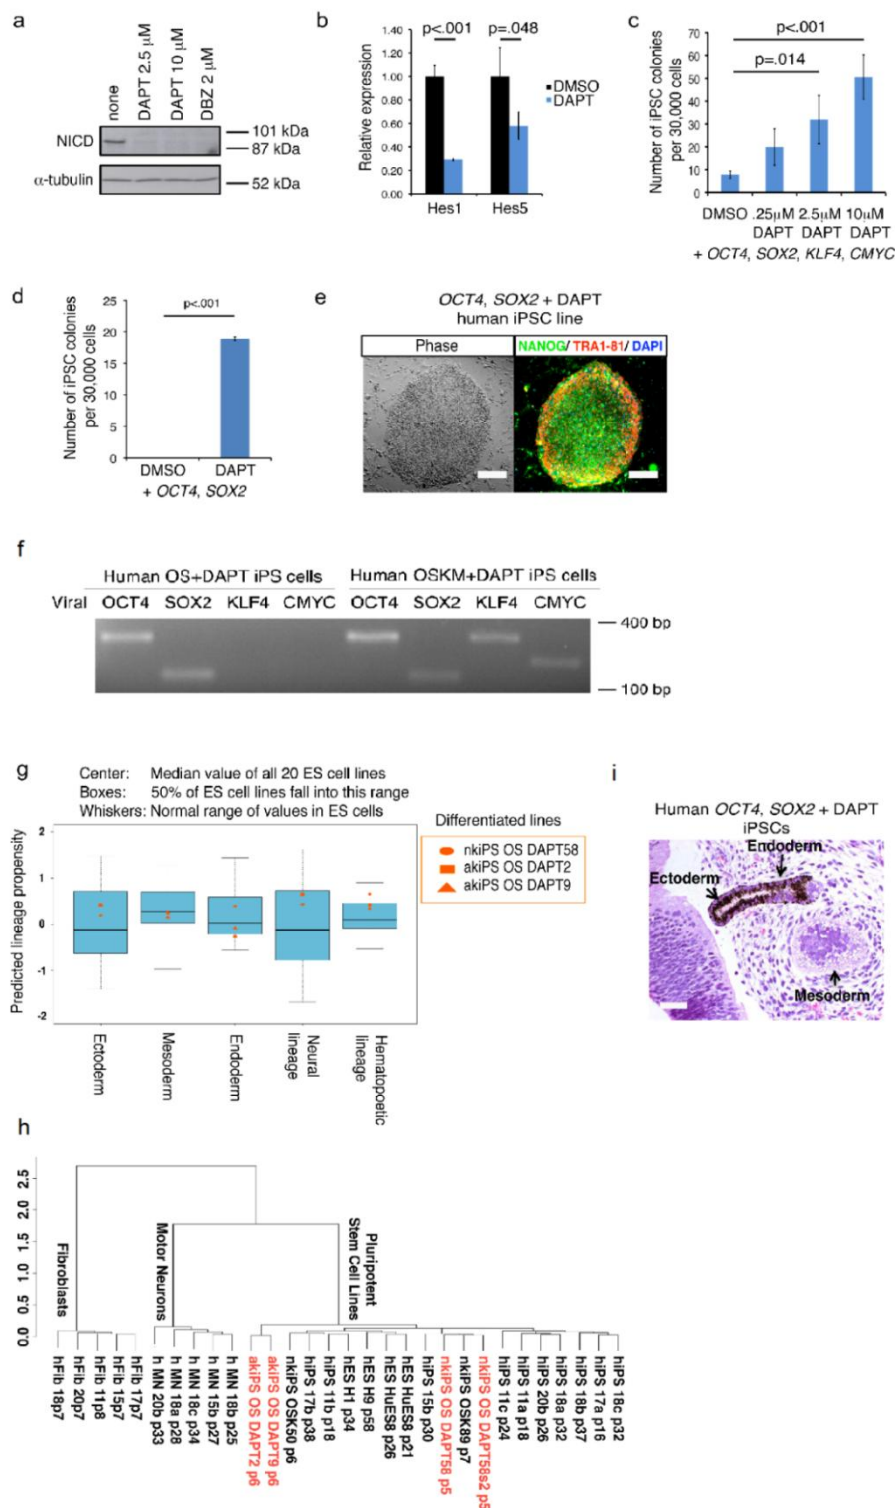 a
none
DAPT 2.5 μM
DAPT 10 μM
DBZ 2 μM
NICD
101 kDa
87 kDa
α-tubulin
52 kDa
b
p<.001 p=.048
1.40
1.20
1.00
0.80
0.60
0.40
0.20
0.00
Relative expression
DMSO
DAPT
Hes1 Hes5
c
p<.001
p=.014
70
60
50
40
30
20
10
0
Number of iPSC colonies
per 30,000 cells
DMSO .25μM 2.5μM 10μM
DAPT DAPT DAPT
+ OCT4, SOX2, KLF4, CMYC
d
p<.001
25
20
15
10
5
0
Number of iPSC colonies
per 30,000 cells
DMSO DAPT
+ OCT4, SOX2
e
OCT4, SOX2 + DAPT
human iPSC line
Phase
NANOG/ TRA1-81/ DAPI
f
Human OS+DAPT iPS cells Human OSKM+DAPT iPS cells
Viral OCT4 SOX2 KLF4 CMYC OCT4 SOX2 KLF4 CMYC
400 bp
100 bp
g
Center: Median value of all 20 ES cell lines
Boxes: 50% of ES cell lines fall into this range
Whiskers: Normal range of values in ES cells
Differentiated lines
nkiPS OS DAPT58
akiPS OS DAPT2
akiPS OS DAPT9
Predicted lineage propensity
2
1
0
-1
-2
Ectoderm
Mesoderm
Endoderm
Neural
lineage
Hematopoetic
lineage
i
Human OCT4, SOX2 + DAPT
iPSCs
Endoderm
Ectoderm
Mesoderm
h
2.5
2.0
1.5
1.0
0.5
0.0
Fibroblasts
Motor Neurons
Pluripotent
Stem Cell Lines
hFib 18p7
hFib 20p7
hFib 11p8
hFib 15p7
hFib 17p7
h MN 20b p33
h MN 18a p28
h MN 18c p34
h MN 15b p27
h MN 18b p25
akiPS OS DAPT2 p6
akiPS OS DAPT9 p6
nkiPS OSK50 p6
hiPS 17b p38
hiPS 11b p18
hES H1 p34
hES H9 p58
hES HuES8 p26
hES HuES8 p21
hiPS 15b p30
nkiPS OS DAPT58 p5
nkiPS OSK89 p7
nkiPS OS DAPT58s2 p5
hiPS 11c p24
hiPS 11a p18
hiPS 20b p26
hiPS 18a p32
hiPS 18b p37
hiPS 17a p16
hiPS 18c p32